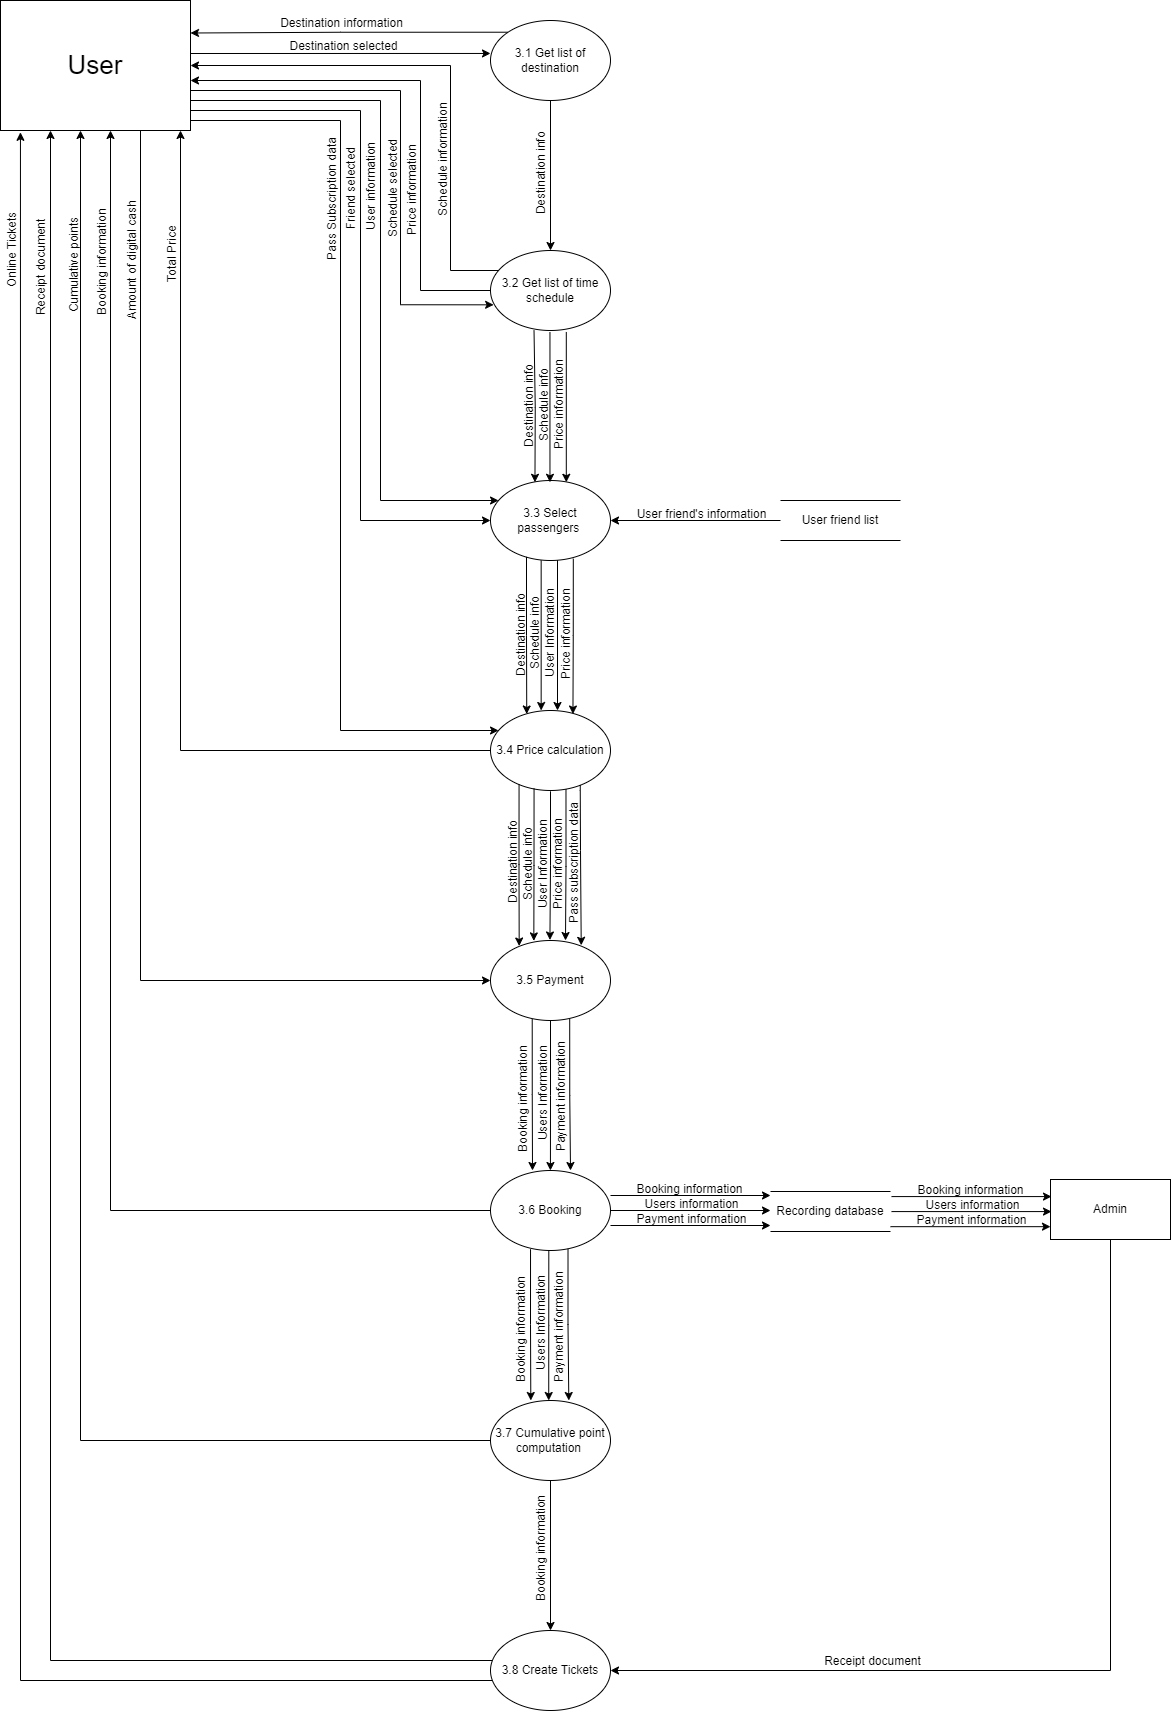 Destination information
Destination selected
User
3.1 Get list of
destination
Pass Subscription data
Friend selected
User information
Schedule selected
Price information
Schedule information
Destination info
Online Tickets
Receipt document
Cumulative points
Booking information
Amount of digital cash
Total Price
3.2 Get list of time
schedule
Destination info
Schedule info
Price information
3.3 Select
passengers
User friend's information
User friend list
Destination info
Schedule info
User Information
Price information
3.4 Price calculation
Destination info
Schedule info
User Information
Price information
Pass subscription data
3.5 Payment
Booking information
Users Information
Payment information
3.6 Booking
Booking information
Users information
Payment information
Recording database
Booking information
Users information
Payment information
Admin
Booking information
Users Information
Payment information
3.7 Cumulative point
computation
Booking information
3.8 Create Tickets
Receipt document